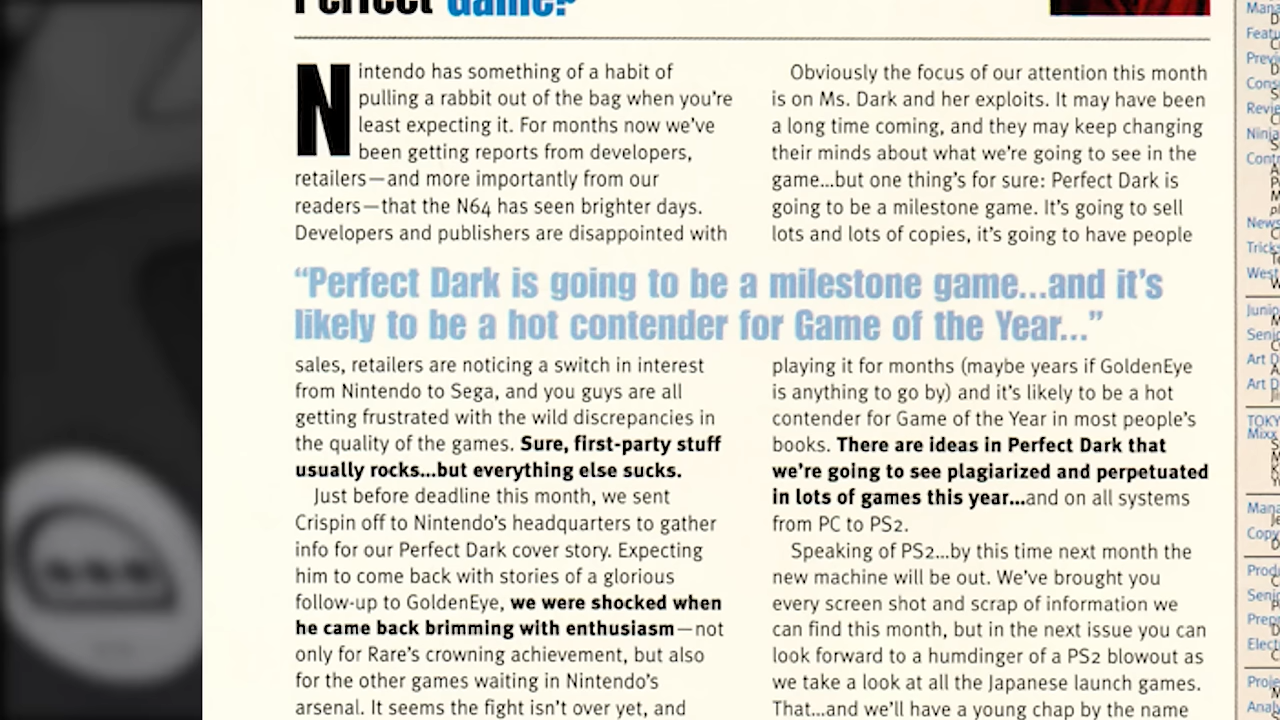 Perfect Game?
Nintendo has something of a habit of
pulling a rabbit out of the bag when you're
least expecting it. For months now we've
been getting reports from developers,
retailers—and more importantly from our
readers—that the N64 has seen brighter days.
Developers and publishers are disappointed with
"Perfect Dark is going to be a milestone game...and it's
likely to be a hot contender for Game of the Year..."
sales, retailers are noticing a switch in interest
from Nintendo to Sega, and you guys are all
getting frustrated with the wild discrepancies in
the quality of the games. Sure, first-party stuff
usually rocks...but everything else sucks.
Just before deadline this month, we sent
Crispin off to Nintendo's headquarters to gather
info for our Perfect Dark cover story. Expecting
him to come back with stories of a glorious
follow-up to GoldenEye, we were shocked when
he came back brimming with enthusiasm—not
only for Rare's crowning achievement, but also
for the other games waiting in Nintendo's
arsenal. It seems the fight isn't over yet, and
Obviously the focus of our attention this month
is on Ms. Dark and her exploits. It may have been
a long time coming, and they may keep changing
their minds about what we're going to see in the
game...but one thing's for sure: Perfect Dark is
going to be a milestone game. It's going to sell
lots and lots of copies, it's going to have people
playing it for months (maybe years if GoldenEye
is anything to go by) and it's likely to be a hot
contender for Game of the Year in most people's
books. There are ideas in Perfect Dark that
we're going to see plagiarized and perpetuated
in lots of games this year...and on all systems
from PC to PS2.
Speaking of PS2...by this time next month the
new machine will be out. We've brought you
every screen shot and scrap of information we
can find this month, but in the next issue you can
look forward to a humdinger of a PS2 blowout as
we take a look at all the Japanese launch games.
That...and we'll have a young chap by the name